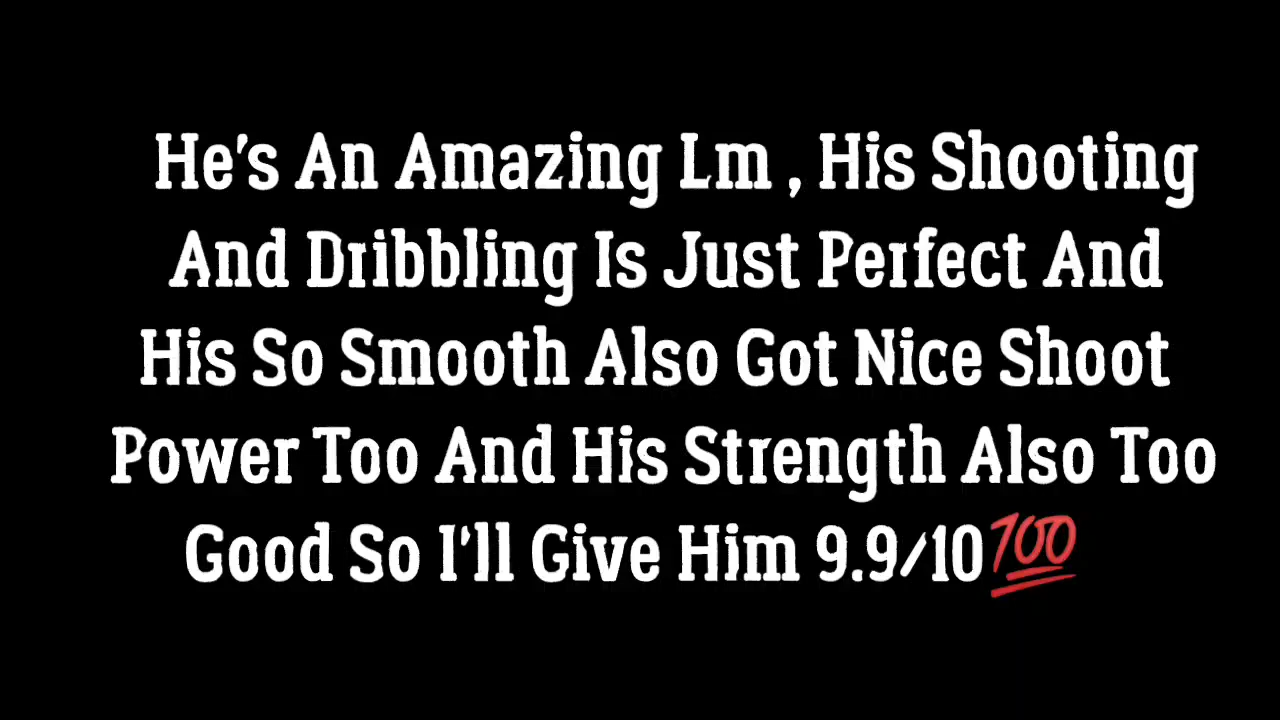 He's An Amazing Lm , His Shooting
And Dribbling Is Just Perfect And
His So Smooth Also Got Nice Shoot
Power Too And His Strength Also Too
Good So I'll Give Him 9.9/10💯